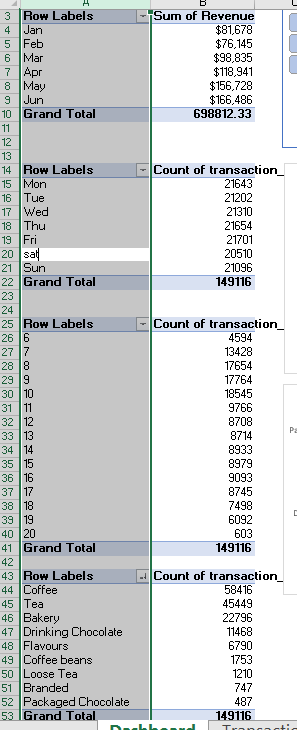 A B
3 Row Labels Sum of Revenue
4 Jan $81,678
5 Feb $76,145
6 Mar $98,835
7 Apr $118,941
8 May $156,728
9 Jun $166,486
10 Grand Total 698812.33
11
12
13
14 Row Labels Count of transaction_
15 Mon 21643
16 Tue 21202
17 Wed 21310
18 Thu 21654
19 Fri 21701
20 sat 20510
21 Sun 21096
22 Grand Total 149116
23
24
25 Row Labels Count of transaction_
26 6 4594
27 7 13428
28 8 17654
29 9 17764
30 10 18545
31 11 9766
32 12 8708
33 13 8714
34 14 8933
35 15 8979
36 16 9093
37 17 8745
38 18 7498
39 19 6092
40 20 603
41 Grand Total 149116
42
43 Row Labels Count of transaction_
44 Coffee 58416
45 Tea 45449
46 Bakery 22796
47 Drinking Chocolate 11468
48 Flavours 6790
49 Coffee beans 1753
50 Loose Tea 1210
51 Branded 747
52 Packaged Chocolate 487
53 Grand Total 149116
Dashboard Transactio